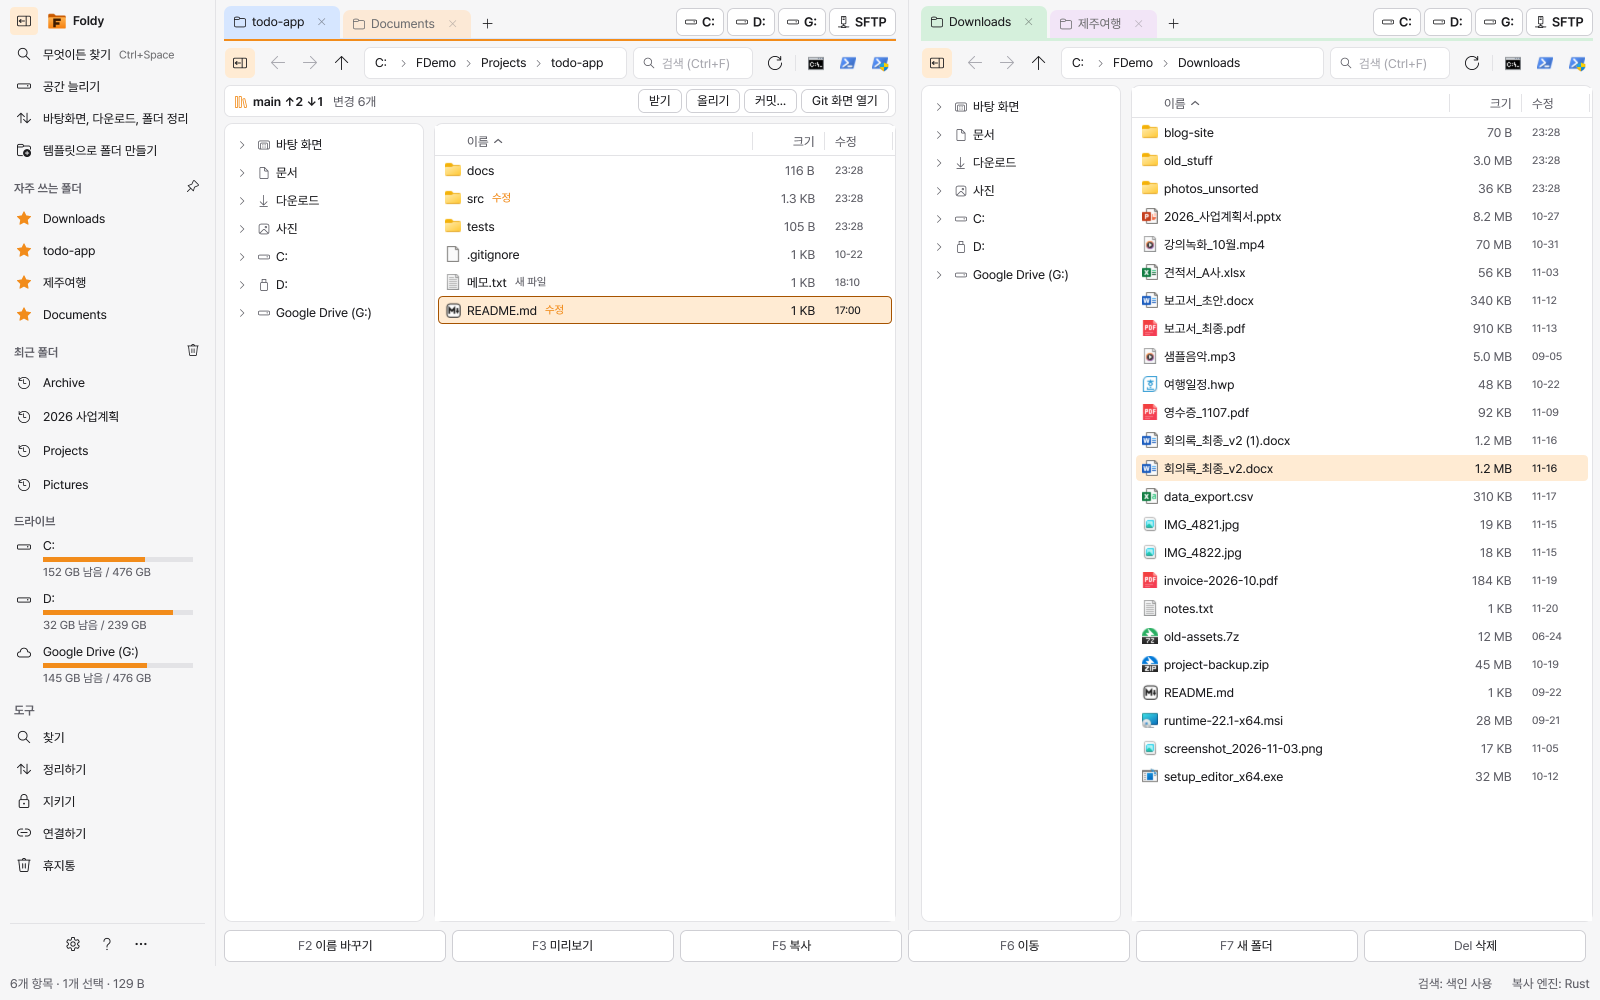 Foldy
무엇이든 찾기 Ctrl+Space
공간 늘리기
바탕화면, 다운로드, 폴더 정리
템플릿으로 폴더 만들기
자주 쓰는 폴더
Downloads
todo-app
제주여행
Documents
최근 폴더
Archive
2026 사업계획
Projects
Pictures
드라이브
C:
152 GB 남음 / 476 GB
D:
32 GB 남음 / 239 GB
Google Drive (G:)
145 GB 남음 / 476 GB
도구
찾기
정리하기
지키기
연결하기
휴지통
todo-app Documents C: D: G: SFTP
C: FDemo Projects todo-app 검색 (Ctrl+F)
main ↑2 ↓1 변경 6개 받기 올리기 커밋... Git 화면 열기
바탕 화면
문서
다운로드
사진
C:
D:
Google Drive (G:)
이름 크기 수정
docs 116 B 23:28
src 수정 1.3 KB 23:28
tests 105 B 23:28
.gitignore 1 KB 10-22
메모.txt 새 파일 1 KB 18:10
README.md 수정 1 KB 17:00
Downloads 제주여행 C: D: G: SFTP
C: FDemo Downloads 검색 (Ctrl+F)
바탕 화면
문서
다운로드
사진
C:
D:
Google Drive (G:)
이름 크기 수정
blog-site 70 B 23:28
old_stuff 3.0 MB 23:28
photos_unsorted 36 KB 23:28
2026_사업계획서.pptx 8.2 MB 10-27
강의녹화_10월.mp4 70 MB 10-31
견적서_A사.xlsx 56 KB 11-03
보고서_초안.docx 340 KB 11-12
보고서_최종.pdf 910 KB 11-13
샘플음악.mp3 5.0 MB 09-05
여행일정.hwp 48 KB 10-22
영수증_1107.pdf 92 KB 11-09
회의록_최종_v2 (1).docx 1.2 MB 11-16
회의록_최종_v2.docx 1.2 MB 11-16
data_export.csv 310 KB 11-17
IMG_4821.jpg 19 KB 11-15
IMG_4822.jpg 18 KB 11-15
invoice-2026-10.pdf 184 KB 11-19
notes.txt 1 KB 11-20
old-assets.7z 12 MB 06-24
project-backup.zip 45 MB 10-19
README.md 1 KB 09-22
runtime-22.1-x64.msi 28 MB 09-21
screenshot_2026-11-03.png 17 KB 11-05
setup_editor_x64.exe 32 MB 10-12
F2 이름 바꾸기 F3 미리보기 F5 복사 F6 이동 F7 새 폴더 Del 삭제
6개 항목 · 1개 선택 · 129 B 검색: 색인 사용 복사 엔진: Rust